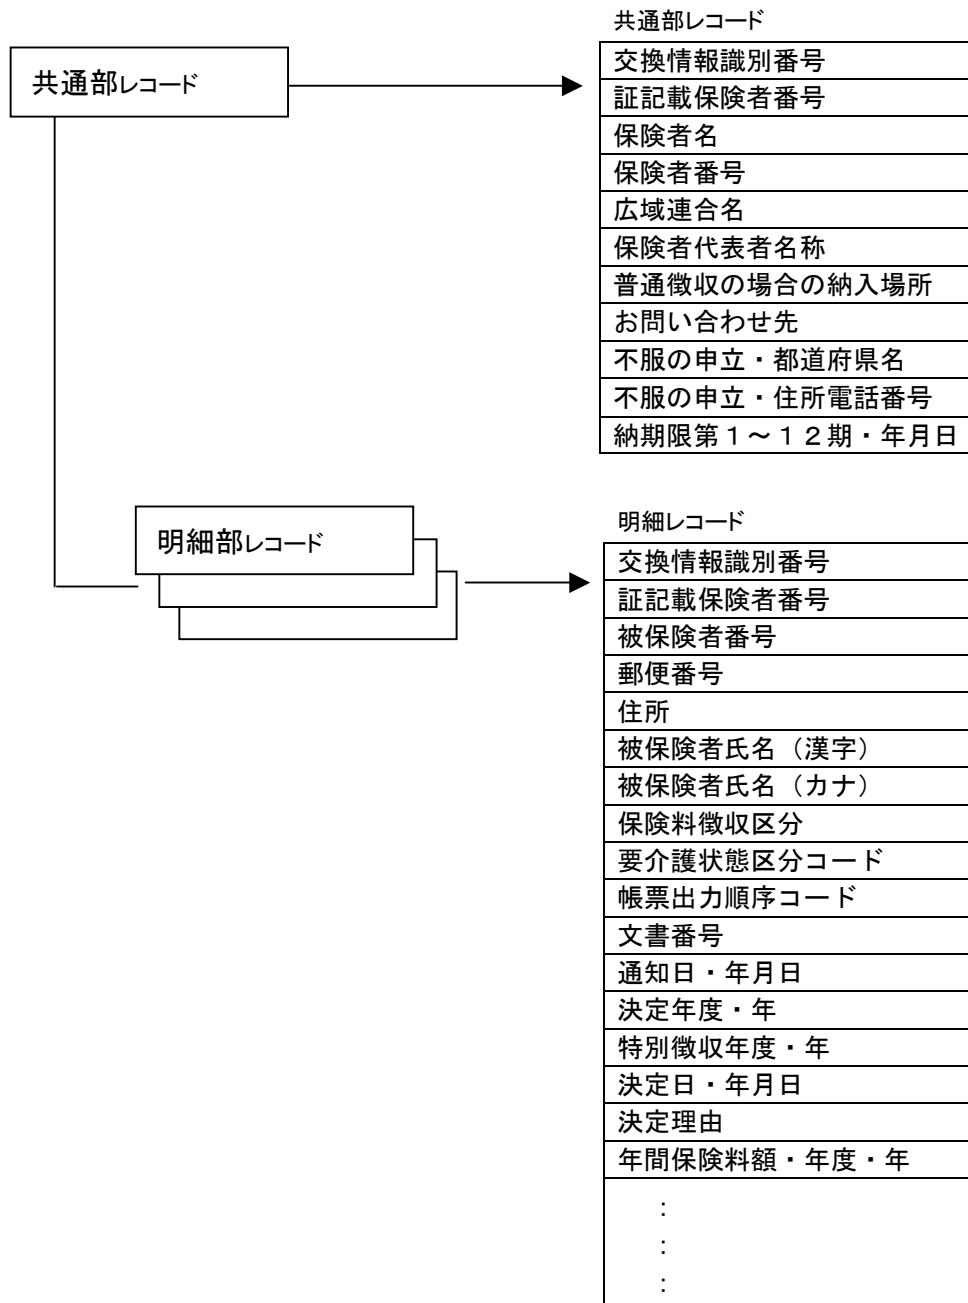 共通部レコード
共通部レコード
交換情報識別番号
証記載保険者番号
保険者名
保険者番号
広域連合名
保険者代表者名称
普通徴収の場合の納入場所
お問い合わせ先
不服の申立・都道府県名
不服の申立・住所電話番号
納期限第１～１２期・年月日
明細部レコード
明細レコード
交換情報識別番号
証記載保険者番号
被保険者番号
郵便番号
住所
被保険者氏名（漢字）
被保険者氏名（カナ）
保険料徴収区分
要介護状態区分コード
帳票出力順序コード
文書番号
通知日・年月日
決定年度・年
特別徴収年度・年
決定日・年月日
決定理由
年間保険料額・年度・年
：
：
：